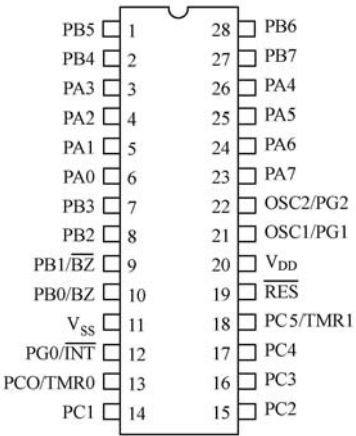 PB5 1 28 PB6
PB4 2 27 PB7
PA3 3 26 PA4
PA2 4 25 PA5
PA1 5 24 PA6
PA0 6 23 PA7
PB3 7 22 OSC2/PG2
PB2 8 21 OSC1/PG1
PB1/B̅Z̅ 9 20 VDD
PB0/BZ 10 19 R̅E̅S̅
VSS 11 18 PC5/TMR1
PG0/I̅N̅T̅ 12 17 PC4
PCO/TMR0 13 16 PC3
PC1 14 15 PC2